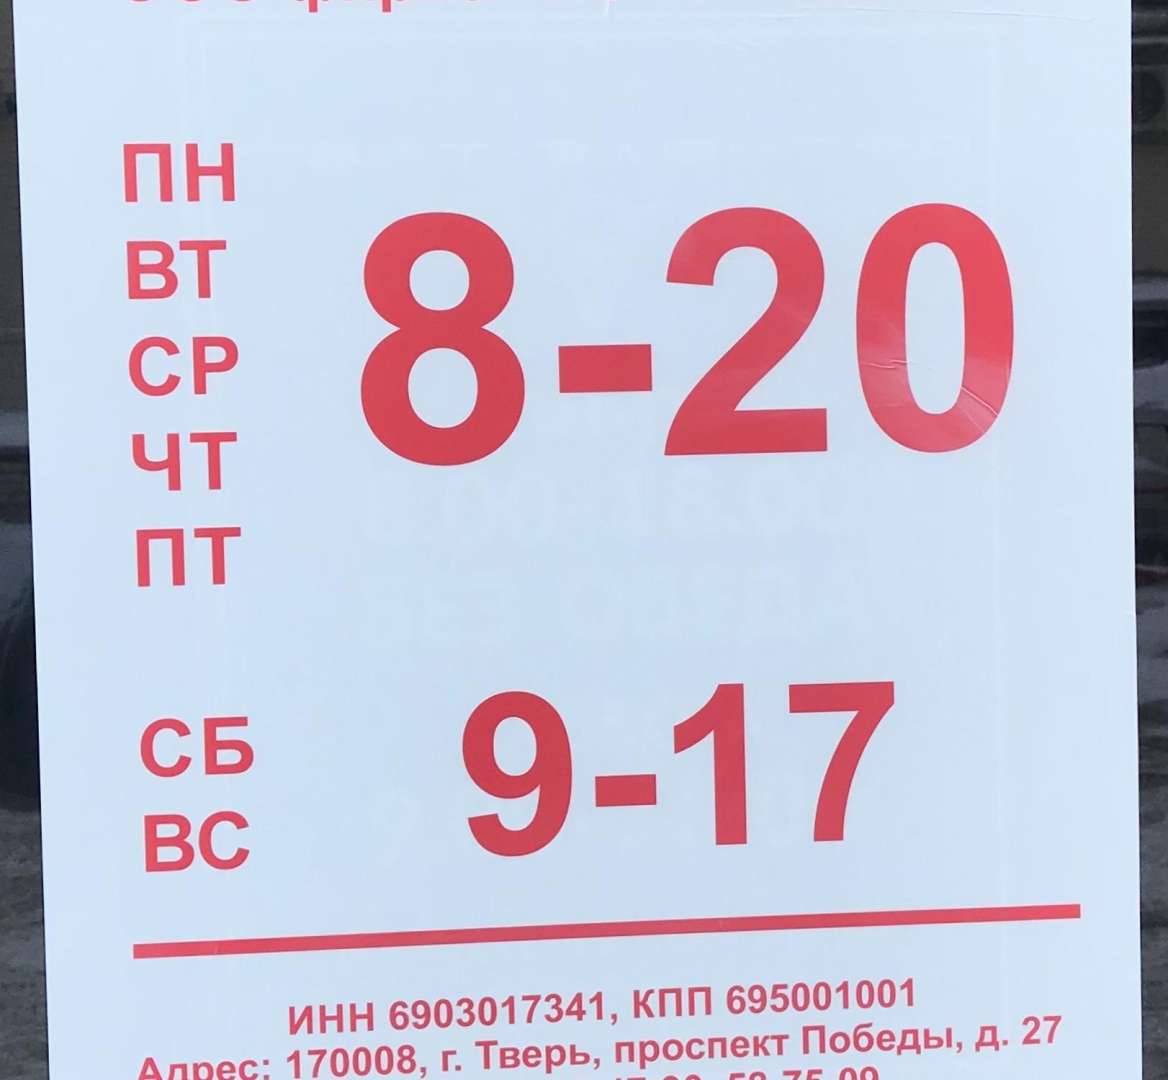 ПН
ВТ
СР
ЧТ
ПТ
8-20
СБ
ВС
9-17
ИНН 6903017341, КПП 695001001
Адрес: 170008, г. Тверь, проспект Победы, д. 27